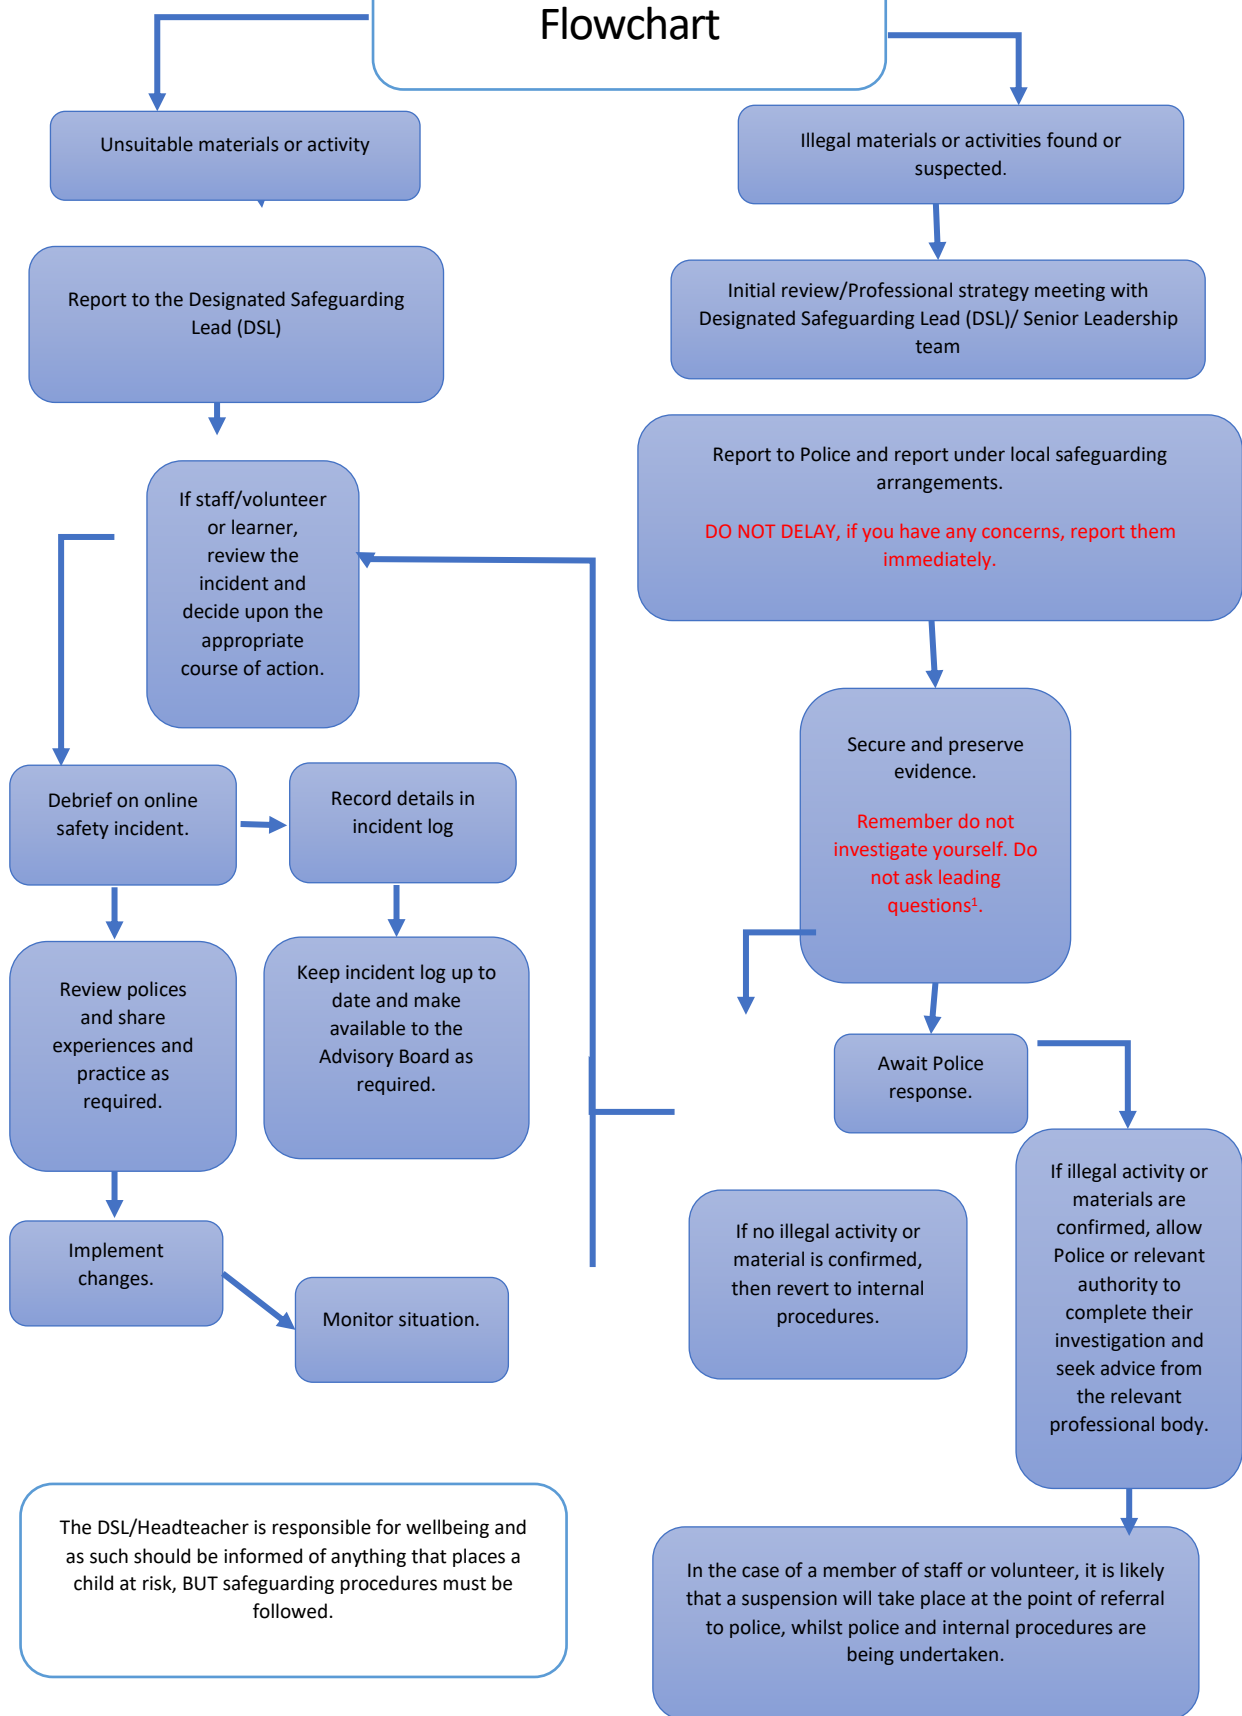 Flowchart
Unsuitable materials or activity
Illegal materials or activities found or
suspected.
Report to the Designated Safeguarding
Lead (DSL)
Initial review/Professional strategy meeting with
Designated Safeguarding Lead (DSL)/ Senior Leadership
team
Report to Police and report under local safeguarding
arrangements.
DO NOT DELAY, if you have any concerns, report them
immediately.
If staff/volunteer
or learner,
review the
incident and
decide upon the
appropriate
course of action.
Secure and preserve
evidence.
Remember do not
investigate yourself. Do
not ask leading
questions¹.
Debrief on online
safety incident.
Record details in
incident log
Review polices
and share
experiences and
practice as
required.
Keep incident log up to
date and make
available to the
Advisory Board as
required.
Await Police
response.
If illegal activity or
materials are
confirmed, allow
Police or relevant
authority to
complete their
investigation and
seek advice from
the relevant
professional body.
If no illegal activity or
material is confirmed,
then revert to internal
procedures.
Implement
changes.
Monitor situation.
The DSL/Headteacher is responsible for wellbeing and
as such should be informed of anything that places a
child at risk, BUT safeguarding procedures must be
followed.
In the case of a member of staff or volunteer, it is likely
that a suspension will take place at the point of referral
to police, whilst police and internal procedures are
being undertaken.